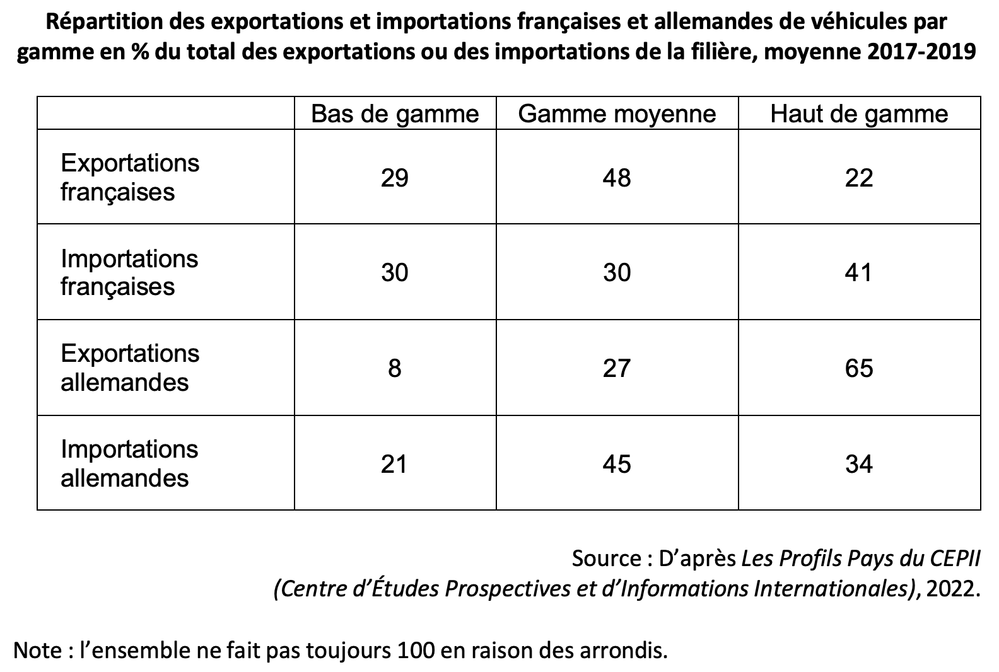 Répartition des exportations et importations françaises et allemandes de véhicules par
gamme en % du total des exportations ou des importations de la filière, moyenne 2017-2019
Bas de gamme Gamme moyenne Haut de gamme
Exportations
françaises 29 48 22
Importations
françaises 30 30 41
Exportations
allemandes 8 27 65
Importations
allemandes 21 45 34
Source : D’après Les Profils Pays du CEPII
(Centre d’Études Prospectives et d’Informations Internationales), 2022.
Note : l’ensemble ne fait pas toujours 100 en raison des arrondis.